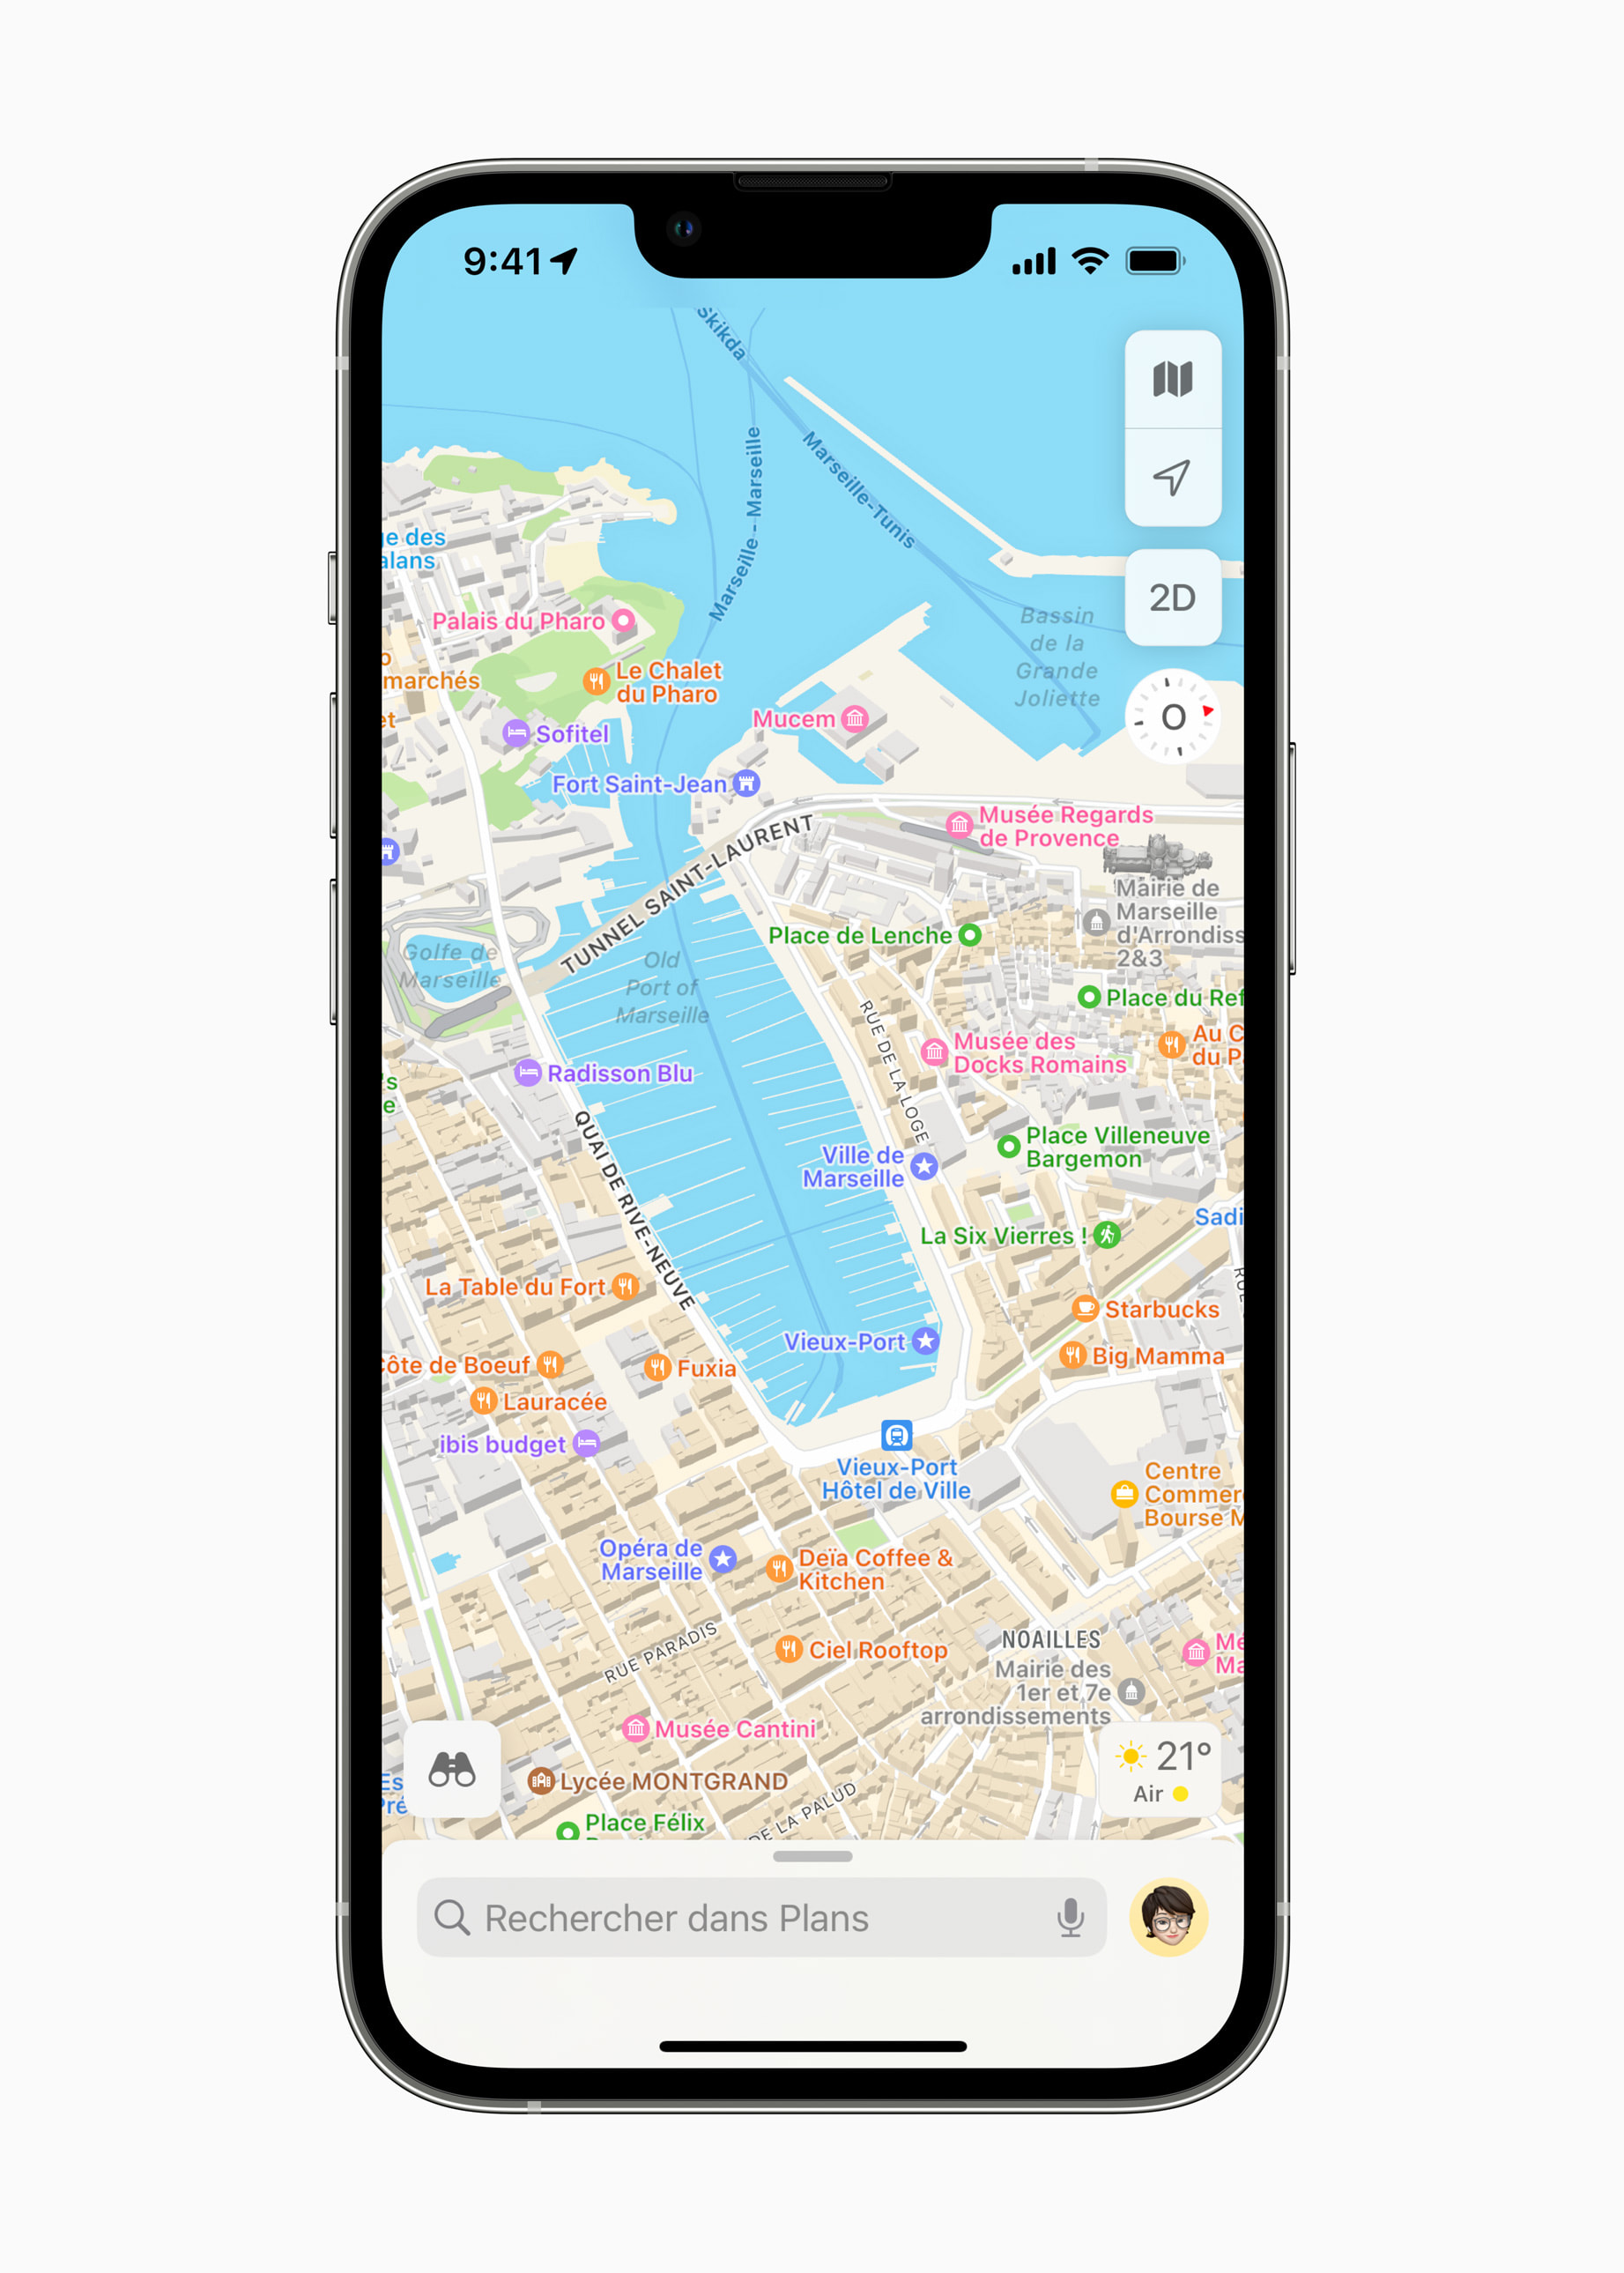 9:41
Skikda
Marseille - Marseille
Marseille-Tunis
2D
ge des
alans
Palais du Pharo
Bassin
de la
Grande
Joliette
marchés
Le Chalet
du Pharo
Mucem
O
Sofitel
Fort Saint-Jean
Musée Regards
de Provence
TUNNEL SAINT-LAURENT
Mairie de
Marseille
d'Arrondiss
2&3
Place de Lenche
Golfe de
Marseille
Old
Port of
Marseille
Place du Ref
RUE DE LA LOGE
Musée des
Docks Romains
Au C
du P
Radisson Blu
's
e
QUAI DE RIVE-NEUVE
Place Villeneuve
Bargemon
Ville de
Marseille
Sadi
La Six Vierres !
La Table du Fort
Starbucks
Vieux-Port
Big Mamma
Côte de Boeuf
Fuxia
Lauracée
ibis budget
Vieux-Port
Hôtel de Ville
Centre
Commer
Bourse M
Opéra de
Marseille
Deïa Coffee &
Kitchen
RUE PARADIS
Ciel Rooftop
NOAILLES
Mairie des
1er et 7e
arrondissements
Mé
Ma
Musée Cantini
21°
Air
Lycée MONTGRAND
Es
Pré
DE LA PALUD
Place Félix
Rechercher dans Plans